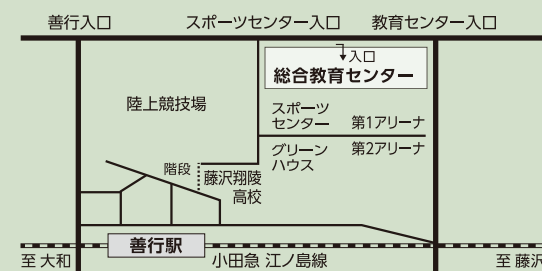 善行入口
スポーツセンター入口
教育センター入口
入口
総合教育センター
陸上競技場
スポーツ
センター
第1アリーナ
グリーン
ハウス
第2アリーナ
階段
藤沢翔陵
高校
善行駅
至 大和
小田急 江ノ島線
至 藤沢